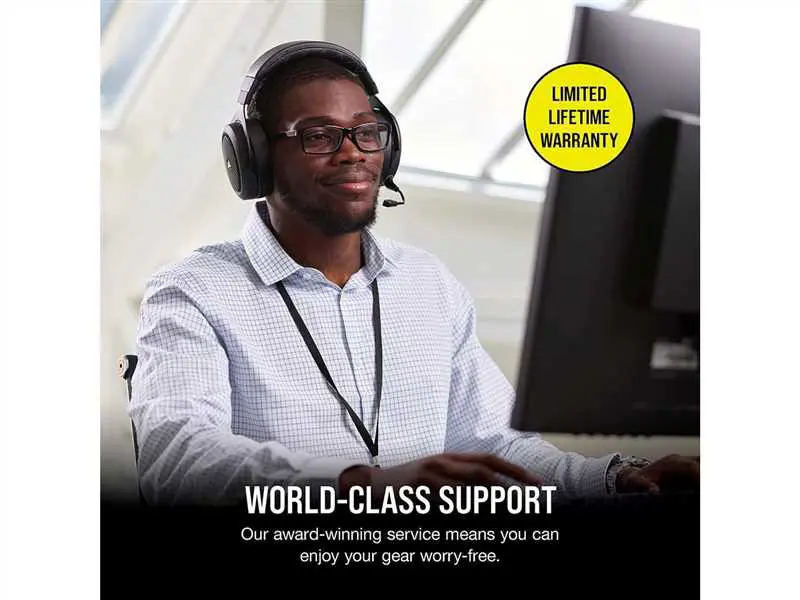 LIMITED
LIFETIME
WARRANTY
WORLD-CLASS SUPPORT
Our award-winning service means you can
enjoy your gear worry-free.